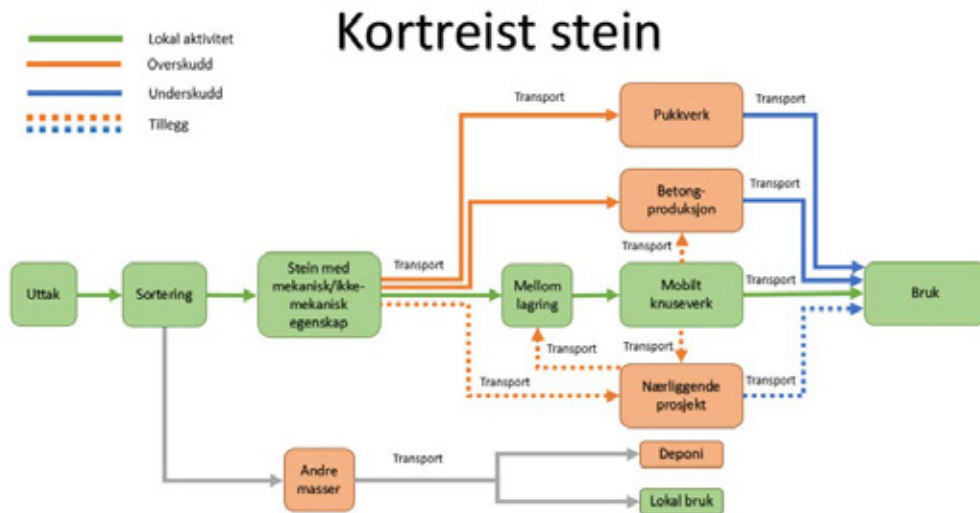 Kortreist stein
Lokal aktivitet
Overskudd
Underskudd
Tillegg
Transport
Pukkverk
Transport
Betong-
produksjon
Transport
Transport
Transport
Uttak
Sortering
Stein med
mekanisk/ikke-
mekanisk
egenskap
Mellom
lagring
Mobilt
knuseverk
Transport
Bruk
Transport
Transport
Transport
Nærliggende
prosjekt
Transport
Andre
masser
Transport
Deponi
Lokal bruk